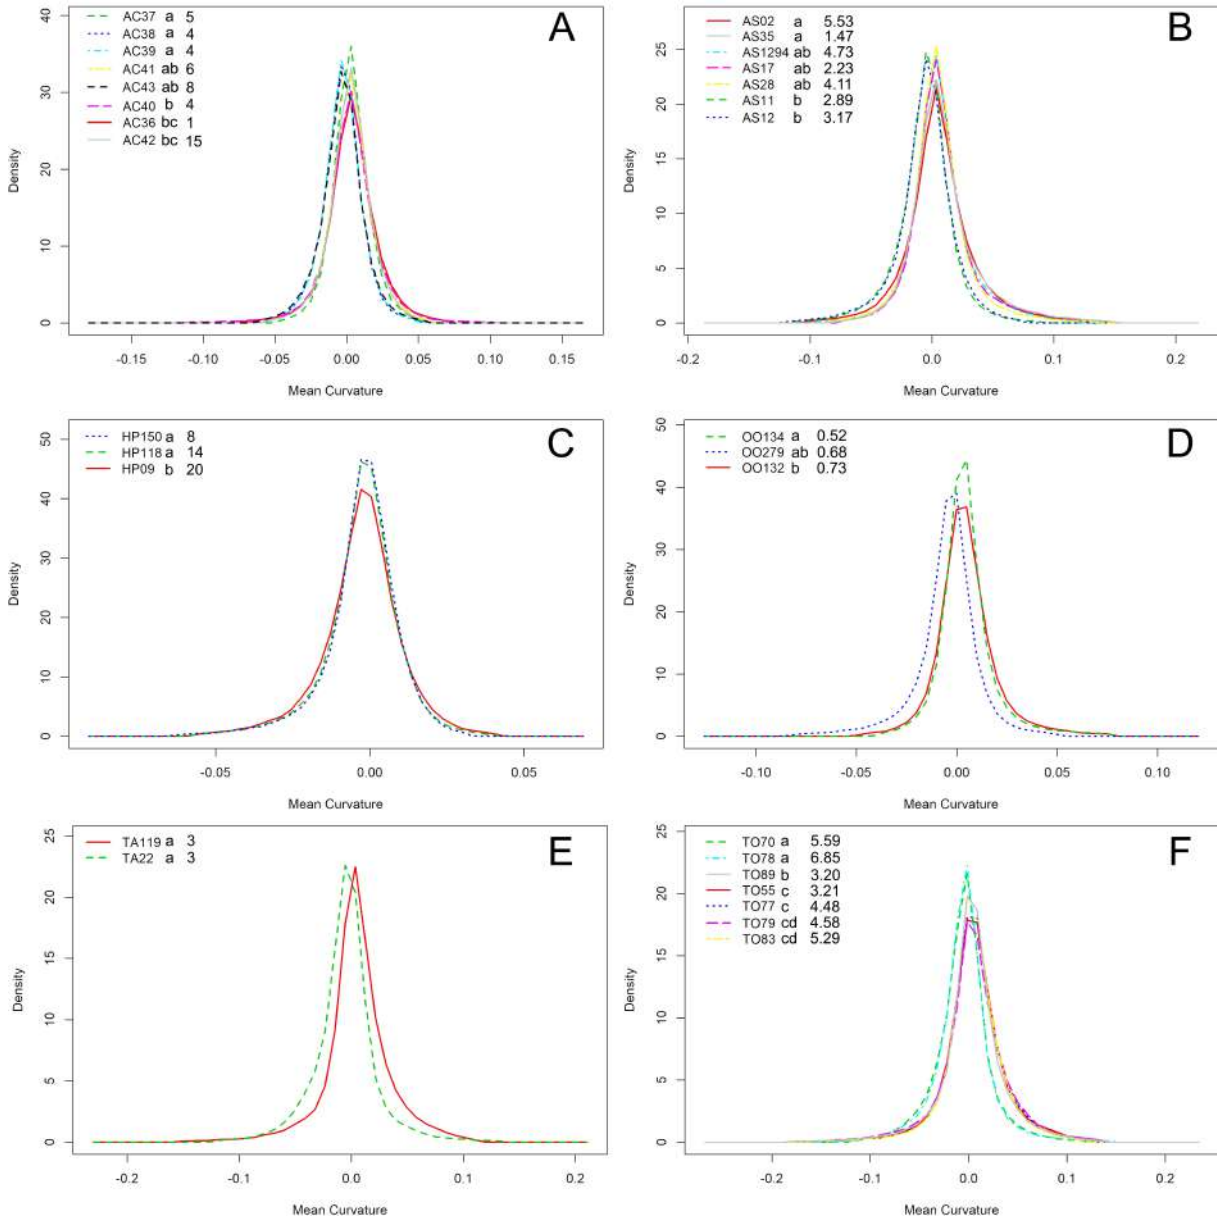 A
AC37 a 5
AC38 a 4
AC39 a 4
AC41 ab 6
AC43 ab 8
AC40 b 4
AC36 bc 1
AC42 bc 15
Density
0 10 20 30 40
-0.15 -0.10 -0.05 0.00 0.05 0.10 0.15
Mean Curvature
B
AS02 a 5.53
AS35 a 1.47
AS1294 ab 4.73
AS17 ab 2.23
AS28 ab 4.11
AS11 b 2.89
AS12 b 3.17
Density
0 5 10 15 20 25
-0.2 -0.1 0.0 0.1 0.2
Mean Curvature
C
HP150 a 8
HP118 a 14
HP09 b 20
Density
0 10 20 30 40 50
-0.05 0.00 0.05
Mean Curvature
D
OO134 a 0.52
OO279 ab 0.68
OO132 b 0.73
Density
0 10 20 30 40 50
-0.10 -0.05 0.00 0.05 0.10
Mean Curvature
E
TA119 a 3
TA22 a 3
Density
0 5 10 15 20 25
-0.2 -0.1 0.0 0.1 0.2
Mean Curvature
F
TO70 a 5.59
TO78 a 6.85
TO89 b 3.20
TO55 c 3.21
TO77 c 4.48
TO79 cd 4.58
TO83 cd 5.29
Density
0 5 10 15 20 25
-0.2 -0.1 0.0 0.1 0.2
Mean Curvature